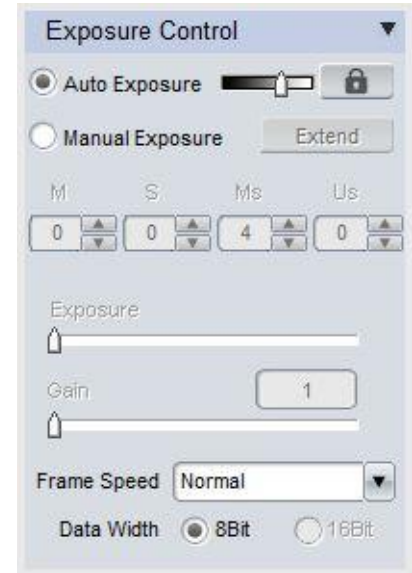 Exposure Control
Auto Exposure
Manual Exposure Extend
M S Ms Us
0 0 4 0
Exposure
Gain 1
Frame Speed Normal
Data Width 8Bit 16Bit